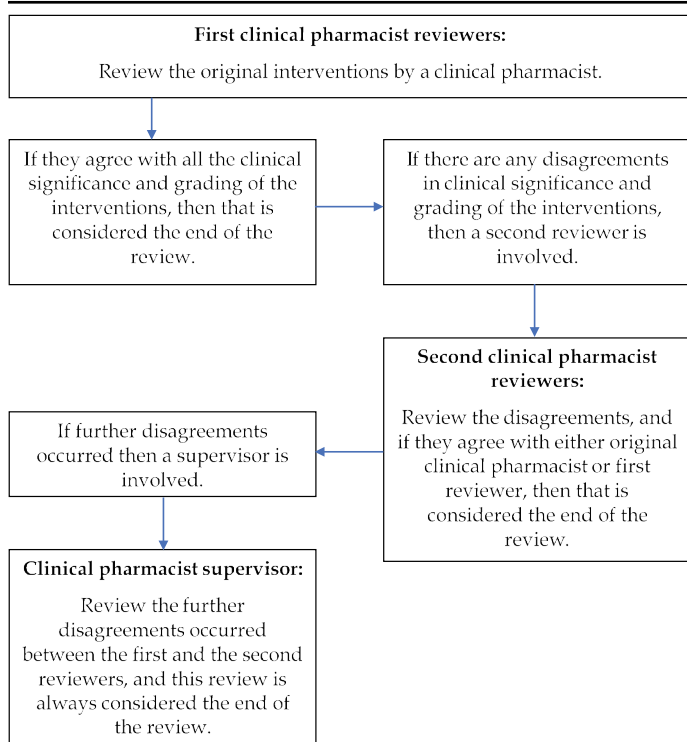 First clinical pharmacist reviewers:
Review the original interventions by a clinical pharmacist.
If they agree with all the clinical
significance and grading of the
interventions, then that is
considered the end of the
review.
If there are any disagreements
in clinical significance and
grading of the interventions,
then a second reviewer is
involved.
Second clinical pharmacist
reviewers:
Review the disagreements, and
if they agree with either original
clinical pharmacist or first
reviewer, then that is
considered the end of the
review.
If further disagreements
occurred then a supervisor is
involved.
Clinical pharmacist supervisor:
Review the further
disagreements occurred
between the first and the second
reviewers, and this review is
always considered the end of
the review.